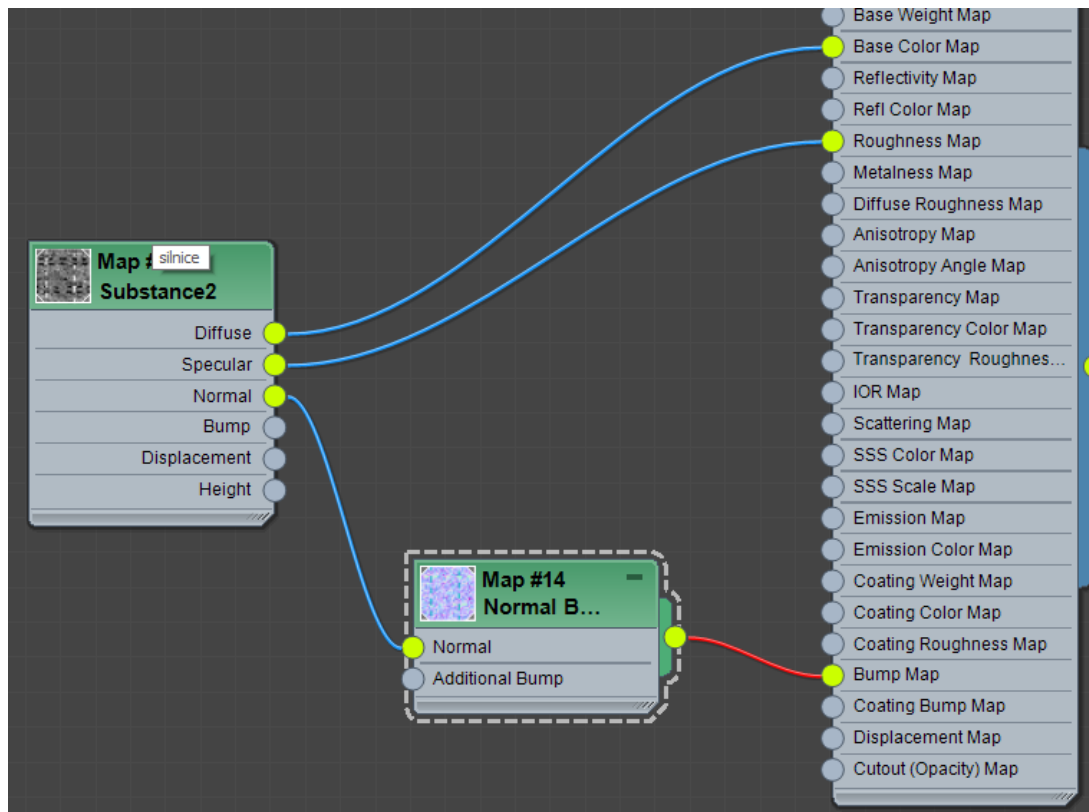 Base Weight Map
Base Color Map
Reflectivity Map
Refl Color Map
Roughness Map
Metalness Map
Diffuse Roughness Map
Anisotropy Map
Anisotropy Angle Map
Transparency Map
Transparency Color Map
Transparency Roughnes...
IOR Map
Scattering Map
SSS Color Map
SSS Scale Map
Emission Map
Emission Color Map
Coating Weight Map
Coating Color Map
Coating Roughness Map
Bump Map
Coating Bump Map
Displacement Map
Cutout (Opacity) Map
Map #
silnice
Substance2
Diffuse
Specular
Normal
Bump
Displacement
Height
Map #14
Normal B...
Normal
Additional Bump